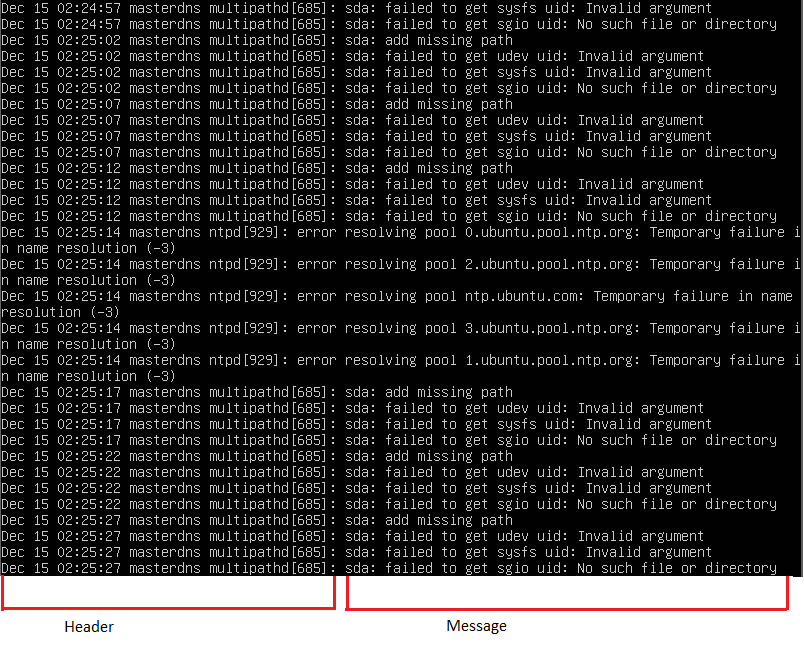 Dec 15 02:24:57 masterdns multipathd[685]: sda: failed to get sysfs uid: Invalid argument
Dec 15 02:24:57 masterdns multipathd[685]: sda: failed to get sgio uid: No such file or directory
Dec 15 02:25:02 masterdns multipathd[685]: sda: add missing path
Dec 15 02:25:02 masterdns multipathd[685]: sda: failed to get udev uid: Invalid argument
Dec 15 02:25:02 masterdns multipathd[685]: sda: failed to get sysfs uid: Invalid argument
Dec 15 02:25:02 masterdns multipathd[685]: sda: failed to get sgio uid: No such file or directory
Dec 15 02:25:07 masterdns multipathd[685]: sda: add missing path
Dec 15 02:25:07 masterdns multipathd[685]: sda: failed to get udev uid: Invalid argument
Dec 15 02:25:07 masterdns multipathd[685]: sda: failed to get sysfs uid: Invalid argument
Dec 15 02:25:07 masterdns multipathd[685]: sda: failed to get sgio uid: No such file or directory
Dec 15 02:25:12 masterdns multipathd[685]: sda: add missing path
Dec 15 02:25:12 masterdns multipathd[685]: sda: failed to get udev uid: Invalid argument
Dec 15 02:25:12 masterdns multipathd[685]: sda: failed to get sysfs uid: Invalid argument
Dec 15 02:25:12 masterdns multipathd[685]: sda: failed to get sgio uid: No such file or directory
Dec 15 02:25:14 masterdns ntpd[929]: error resolving pool 0.ubuntu.pool.ntp.org: Temporary failure i
n name resolution (-3)
Dec 15 02:25:14 masterdns ntpd[929]: error resolving pool 2.ubuntu.pool.ntp.org: Temporary failure i
n name resolution (-3)
Dec 15 02:25:14 masterdns ntpd[929]: error resolving pool ntp.ubuntu.com: Temporary failure in name
resolution (-3)
Dec 15 02:25:14 masterdns ntpd[929]: error resolving pool 3.ubuntu.pool.ntp.org: Temporary failure i
n name resolution (-3)
Dec 15 02:25:14 masterdns ntpd[929]: error resolving pool 1.ubuntu.pool.ntp.org: Temporary failure i
n name resolution (-3)
Dec 15 02:25:17 masterdns multipathd[685]: sda: add missing path
Dec 15 02:25:17 masterdns multipathd[685]: sda: failed to get udev uid: Invalid argument
Dec 15 02:25:17 masterdns multipathd[685]: sda: failed to get sysfs uid: Invalid argument
Dec 15 02:25:17 masterdns multipathd[685]: sda: failed to get sgio uid: No such file or directory
Dec 15 02:25:22 masterdns multipathd[685]: sda: add missing path
Dec 15 02:25:22 masterdns multipathd[685]: sda: failed to get udev uid: Invalid argument
Dec 15 02:25:22 masterdns multipathd[685]: sda: failed to get sysfs uid: Invalid argument
Dec 15 02:25:22 masterdns multipathd[685]: sda: failed to get sgio uid: No such file or directory
Dec 15 02:25:27 masterdns multipathd[685]: sda: add missing path
Dec 15 02:25:27 masterdns multipathd[685]: sda: failed to get udev uid: Invalid argument
Dec 15 02:25:27 masterdns multipathd[685]: sda: failed to get sysfs uid: Invalid argument
Dec 15 02:25:27 masterdns multipathd[685]: sda: failed to get sgio uid: No such file or directory
Header
Message